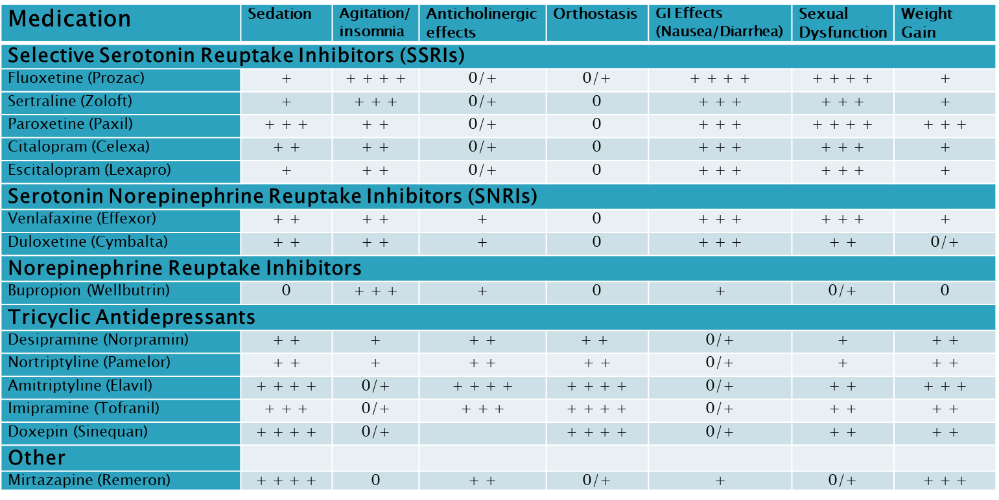 Medication Sedation Agitation/ Anticholinergic Orthostasis GI Effects Sexual Weight
insomnia effects (Nausea/Diarrhea) Dysfunction Gain
Selective Serotonin Reuptake Inhibitors (SSRIs)
Fluoxetine (Prozac) + + + + + 0/+ 0/+ + + + + + + + + +
Sertraline (Zoloft) + + + + 0/+ 0 + + + + + + +
Paroxetine (Paxil) + + + + + 0/+ 0 + + + + + + + + + +
Citalopram (Celexa) + + + + 0/+ 0 + + + + + + +
Escitalopram (Lexapro) + + + 0/+ 0 + + + + + + +
Serotonin Norepinephrine Reuptake Inhibitors (SNRIs)
Venlafaxine (Effexor) + + + + + 0 + + + + + + +
Duloxetine (Cymbalta) + + + + + 0 + + + + + 0/+
Norepinephrine Reuptake Inhibitors
Bupropion (Wellbutrin) 0 + + + + 0 + 0/+ 0
Tricyclic Antidepressants
Desipramine (Norpramin) + + + + + + + 0/+ + + +
Nortriptyline (Pamelor) + + + + + + + 0/+ + + +
Amitriptyline (Elavil) + + + + 0/+ + + + + + + + + 0/+ + + + + +
Imipramine (Tofranil) + + + 0/+ + + + + + + + 0/+ + + + +
Doxepin (Sinequan) + + + + 0/+ + + + + 0/+ + + + +
Other
Mirtazapine (Remeron) + + + + 0 + + 0/+ + 0/+ + + +